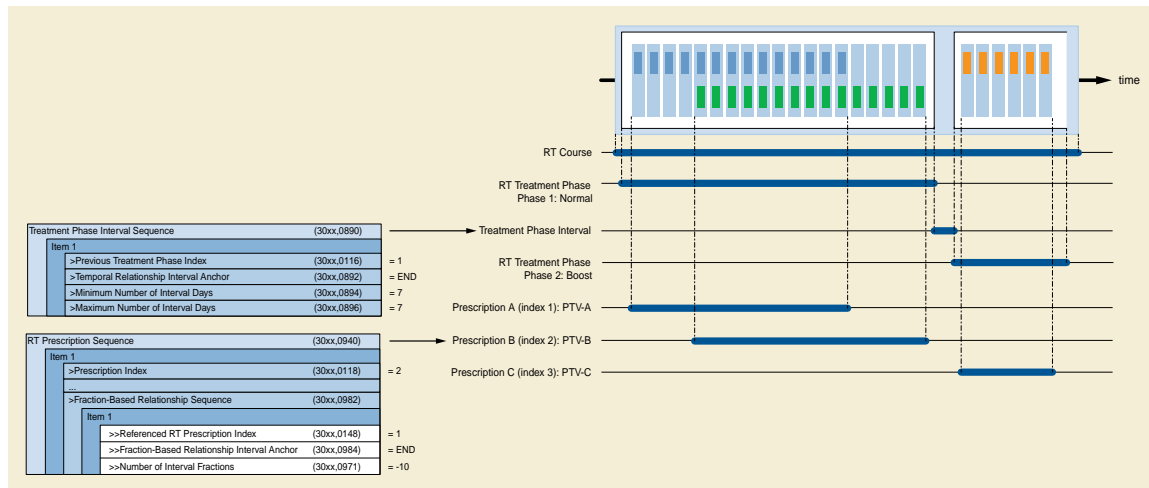 time
RT Course
RT Treatment Phase
Phase 1: Normal
Treatment Phase Interval
RT Treatment Phase
Phase 2: Boost
Prescription A (index 1): PTV-A
Prescription B (index 2): PTV-B
Prescription C (index 3): PTV-C
Treatment Phase Interval Sequence (30xx,0890)
Item 1
>Previous Treatment Phase Index (30xx,0116) = 1
>Temporal Relationship Interval Anchor (30xx,0892) = END
>Minimum Number of Interval Days (30xx,0894) = 7
>Maximum Number of Interval Days (30xx,0896) = 7
RT Prescription Sequence (30xx,0940)
Item 1
>Prescription Index (30xx,0118) = 2
...
>Fraction-Based Relationship Sequence (30xx,0982)
Item 1
>>Referenced RT Prescription Index (30xx,0148) = 1
>>Fraction-Based Relationship Interval Anchor (30xx,0984) = END
>>Number of Interval Fractions (30xx,0971) = -10